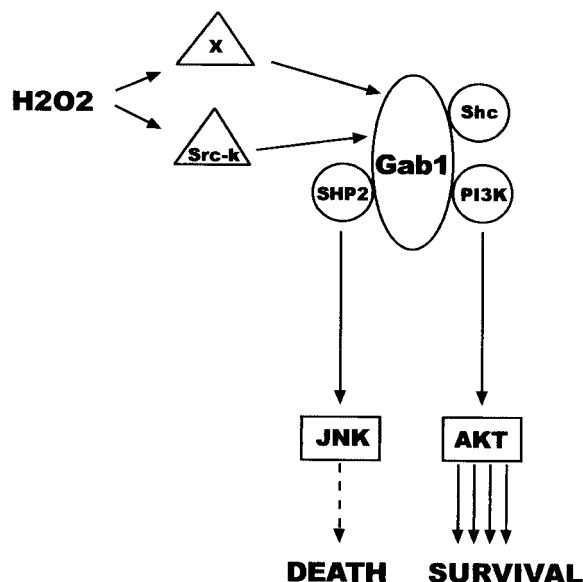 X
H2O2
Src-k
Shc
Gab1
SHP2
PI3K
JNK
AKT
DEATH
SURVIVAL